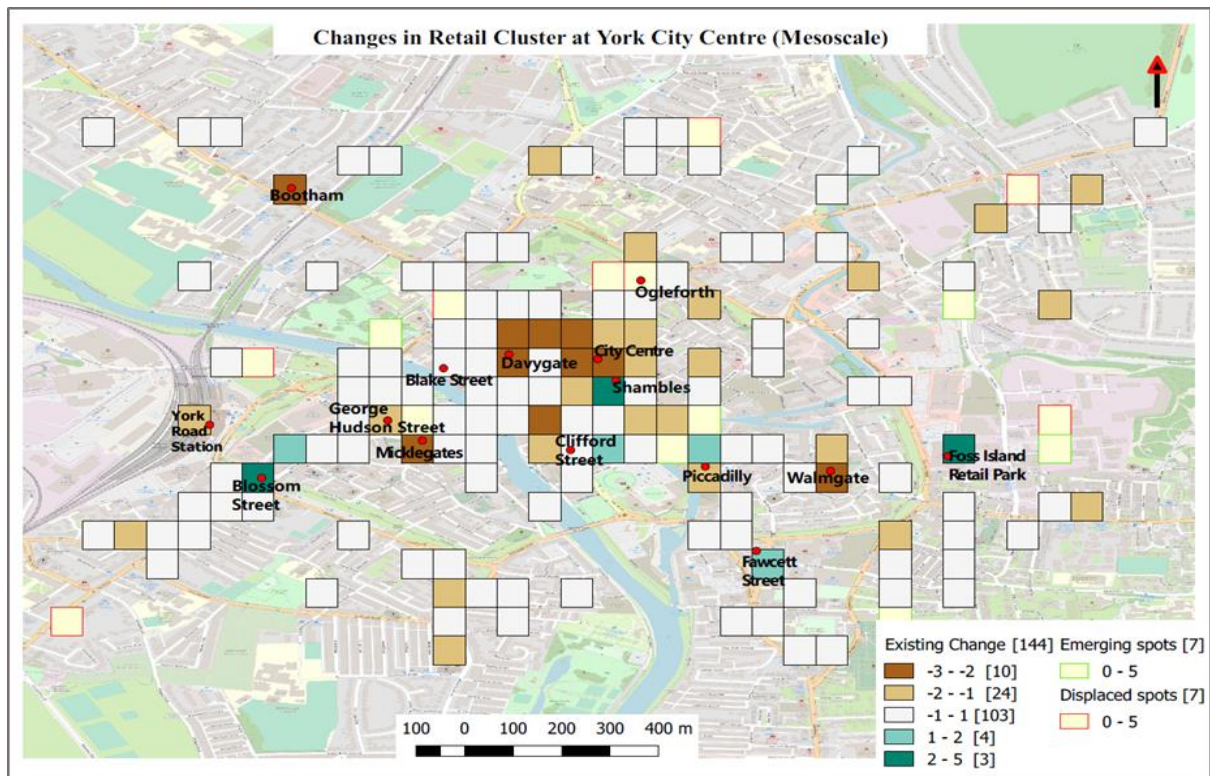 Changes in Retail Cluster at York City Centre (Mesoscale)
Bootham
Ogleforth
Davygate
City Centre
Blake Street
Shambles
George
Hudson Street
York
Road
Station
Micklegates
Clifford
Street
Piccadilly
Walmgate
Foss Island
Retail Park
Blossom
Street
Fawcett
Street
Existing Change [144]
-3 - -2 [10]
-2 - -1 [24]
-1 - 1 [103]
1 - 2 [4]
2 - 5 [3]
Emerging spots [7]
0 - 5
Displaced spots [7]
0 - 5
100 0 100 200 300 400 m